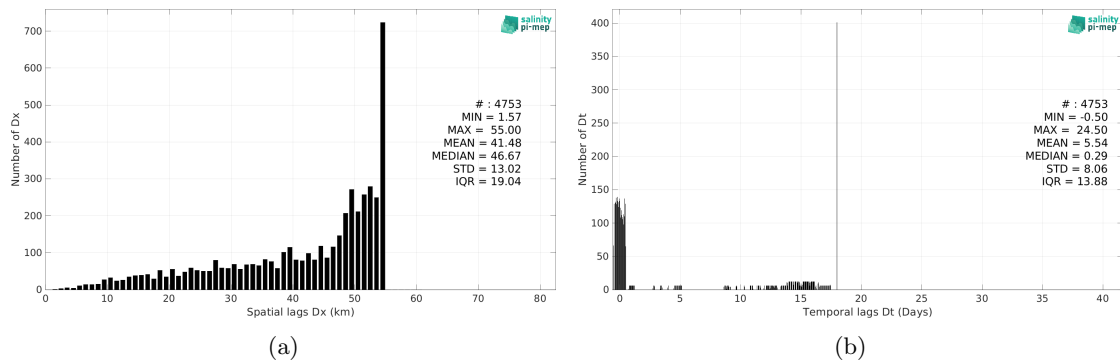 700
600
500
400
300
200
100
0
Number of Dx
0 10 20 30 40 50 60 70 80
Spatial lags Dx (km)
salinity
pi-mep
# : 4753
MIN = 1.57
MAX = 55.00
MEAN = 41.48
MEDIAN = 46.67
STD = 13.02
IQR = 19.04
(a)
400
350
300
250
200
150
100
50
0
Number of Dt
0 5 10 15 20 25 30 35 40
Temporal lags Dt (Days)
salinity
pi-mep
# : 4753
MIN = -0.50
MAX = 24.50
MEAN = 5.54
MEDIAN = 0.29
STD = 8.06
IQR = 13.88
(b)